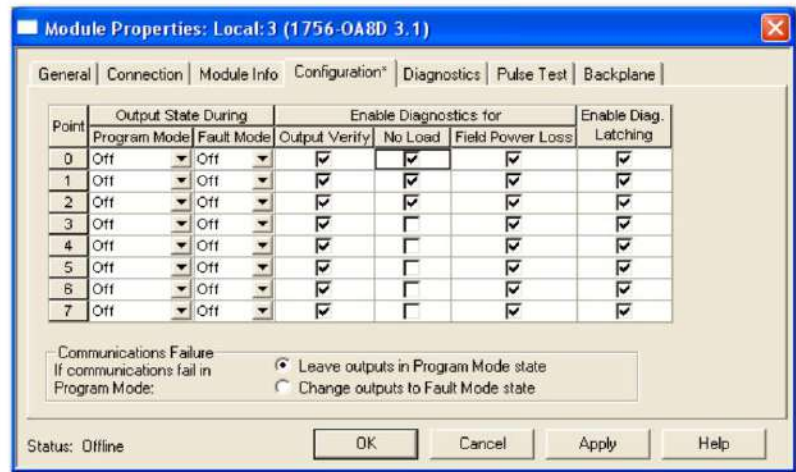 Module Properties: Local:3 (1756-OA8D 3.1)
General Connection Module Info Configuration* Diagnostics Pulse Test Backplane
Point Output State During Enable Diagnostics for Enable Diag. Latching
Program Mode Fault Mode Output Verify No Load Field Power Loss
0 Off Off
1 Off Off
2 Off Off
3 Off Off
4 Off Off
5 Off Off
6 Off Off
7 Off Off
Communications Failure
If communications fail in Program Mode:
Leave outputs in Program Mode state
Change outputs to Fault Mode state
Status: Offline
OK Cancel Apply Help